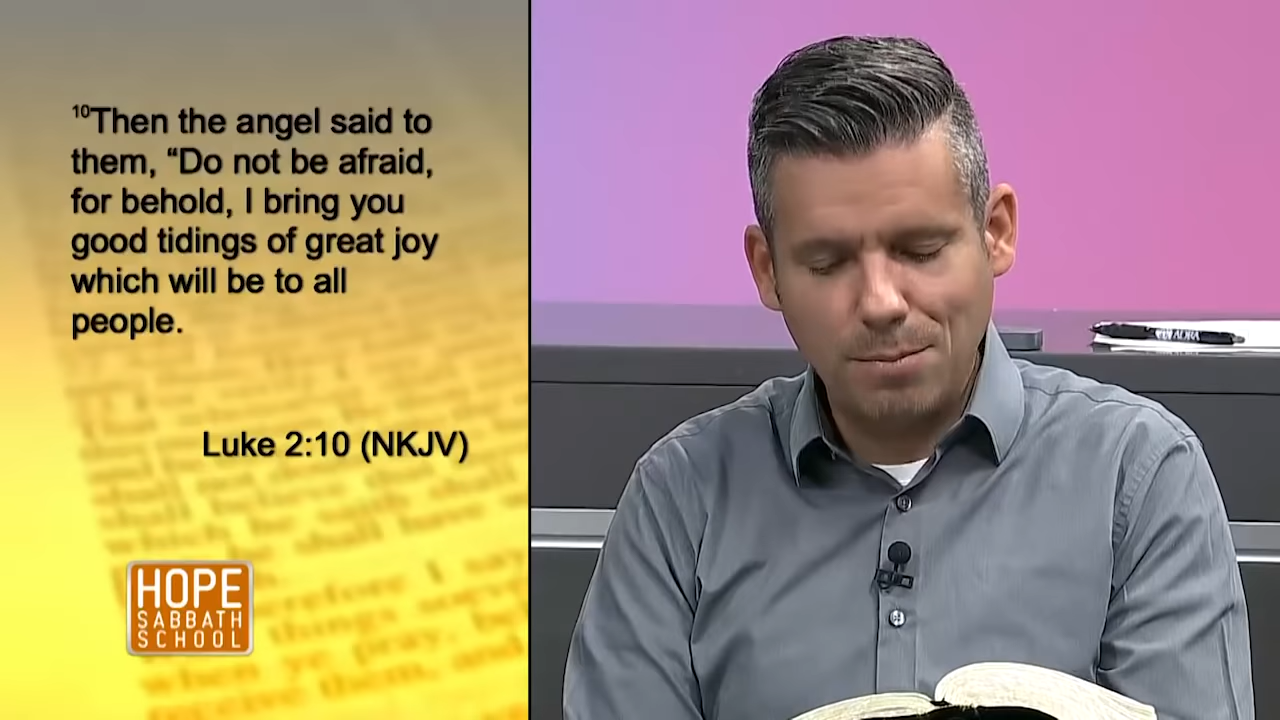 10Then the angel said to
them, “Do not be afraid,
for behold, I bring you
good tidings of great joy
which will be to all
people.
Luke 2:10 (NKJV)
HOPE
SABBATH
SCHOOL